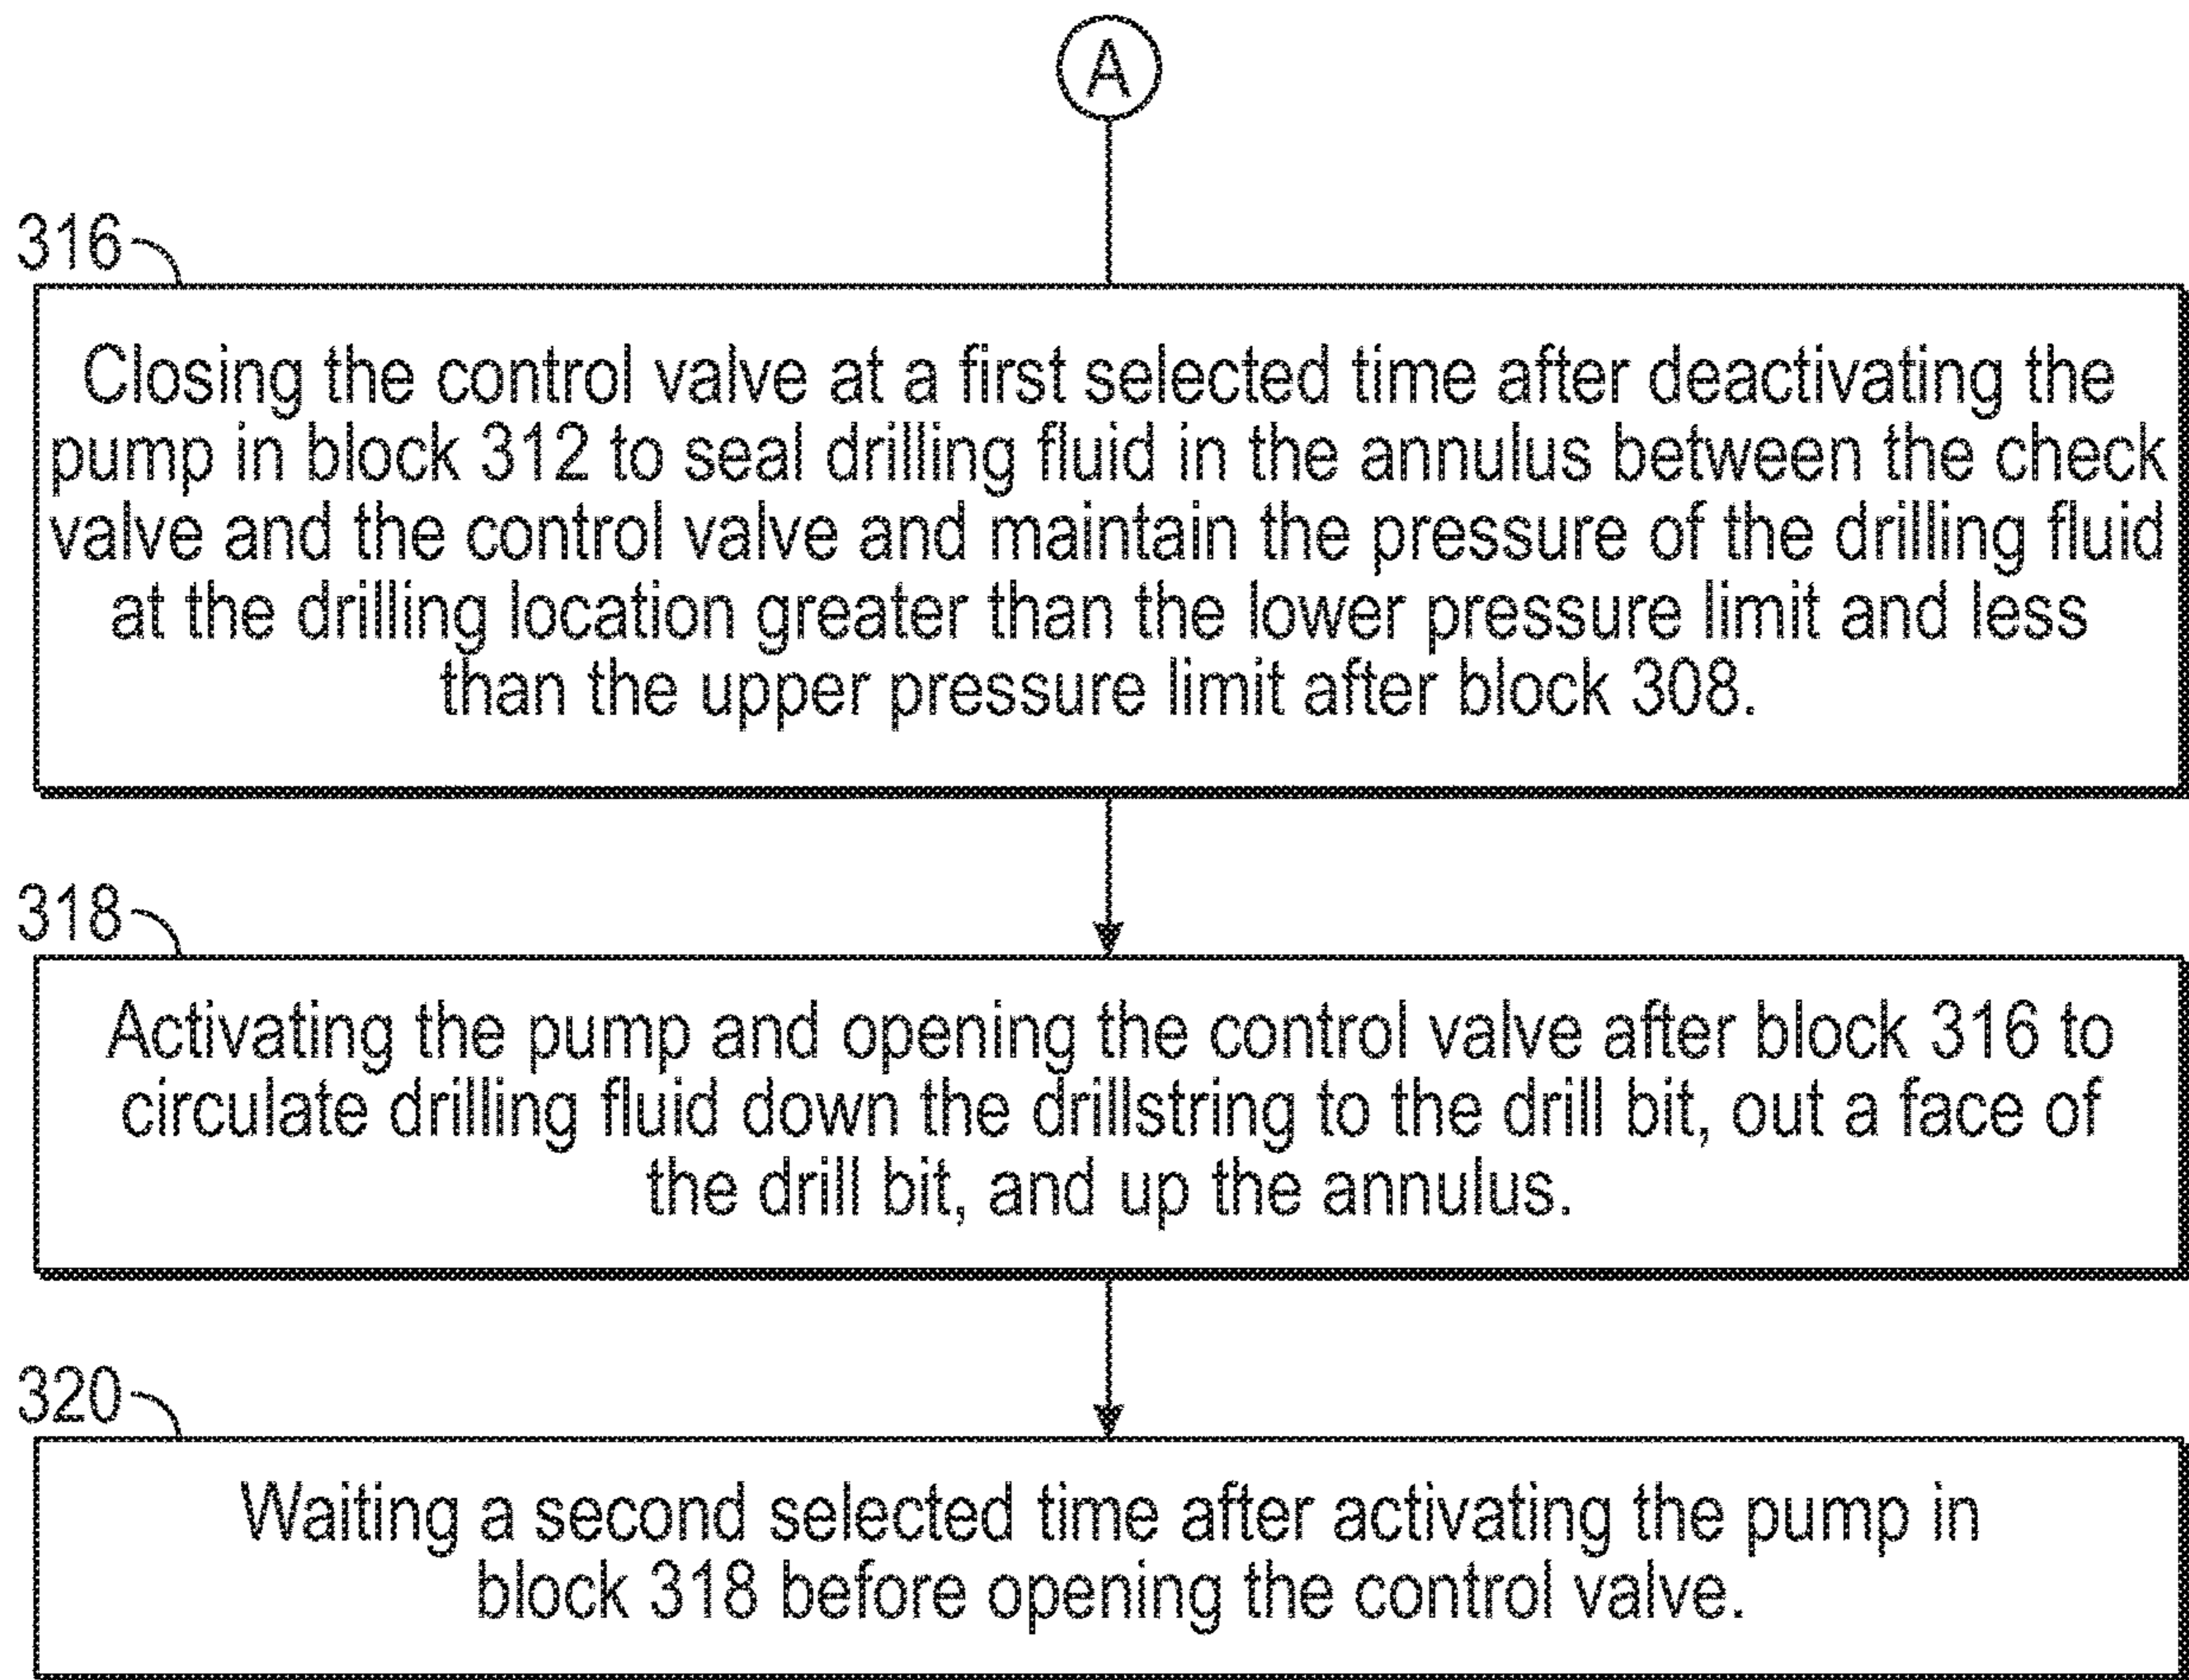 A
316
Closing the control valve at a first selected time after deactivating the
pump in block 312 to seal drilling fluid in the annulus between the check
valve and the control valve and maintain the pressure of the drilling fluid
at the drilling location greater than the lower pressure limit and less
than the upper pressure limit after block 308.
318
Activating the pump and opening the control valve after block 316 to
circulate drilling fluid down the drillstring to the drill bit, out a face of
the drill bit, and up the annulus.
320
Waiting a second selected time after activating the pump in
block 318 before opening the control valve.